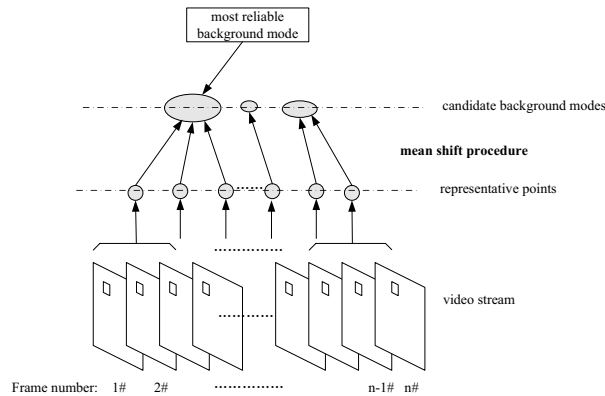 most reliable
background mode
candidate background modes
mean shift procedure
representative points
video stream
Frame number: 1# 2# n-1# n#